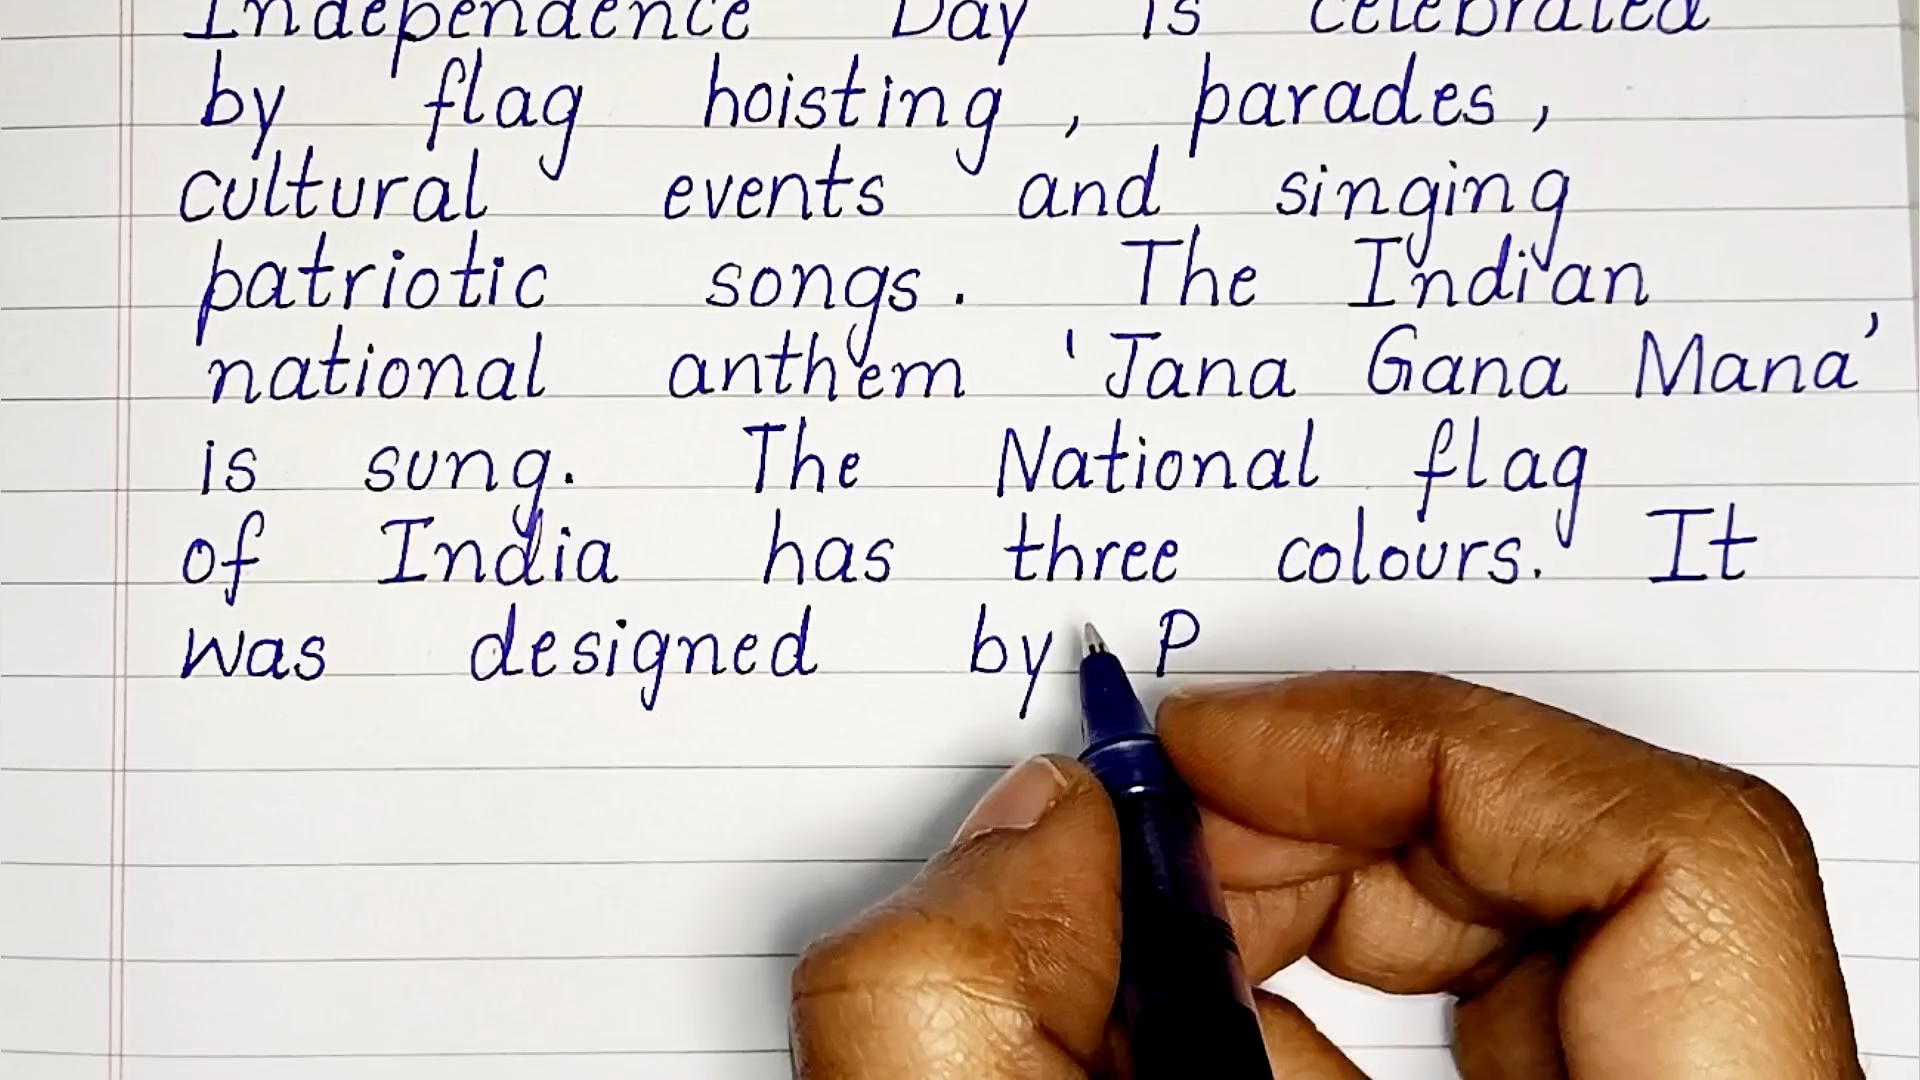 Independence Day is celebrated
by flag hoisting, parades,
cultural events and singing
patriotic songs. The Indian
national anthem 'Jana Gana Mana'
is sung. The National flag
of India has three colours. It
was designed by P